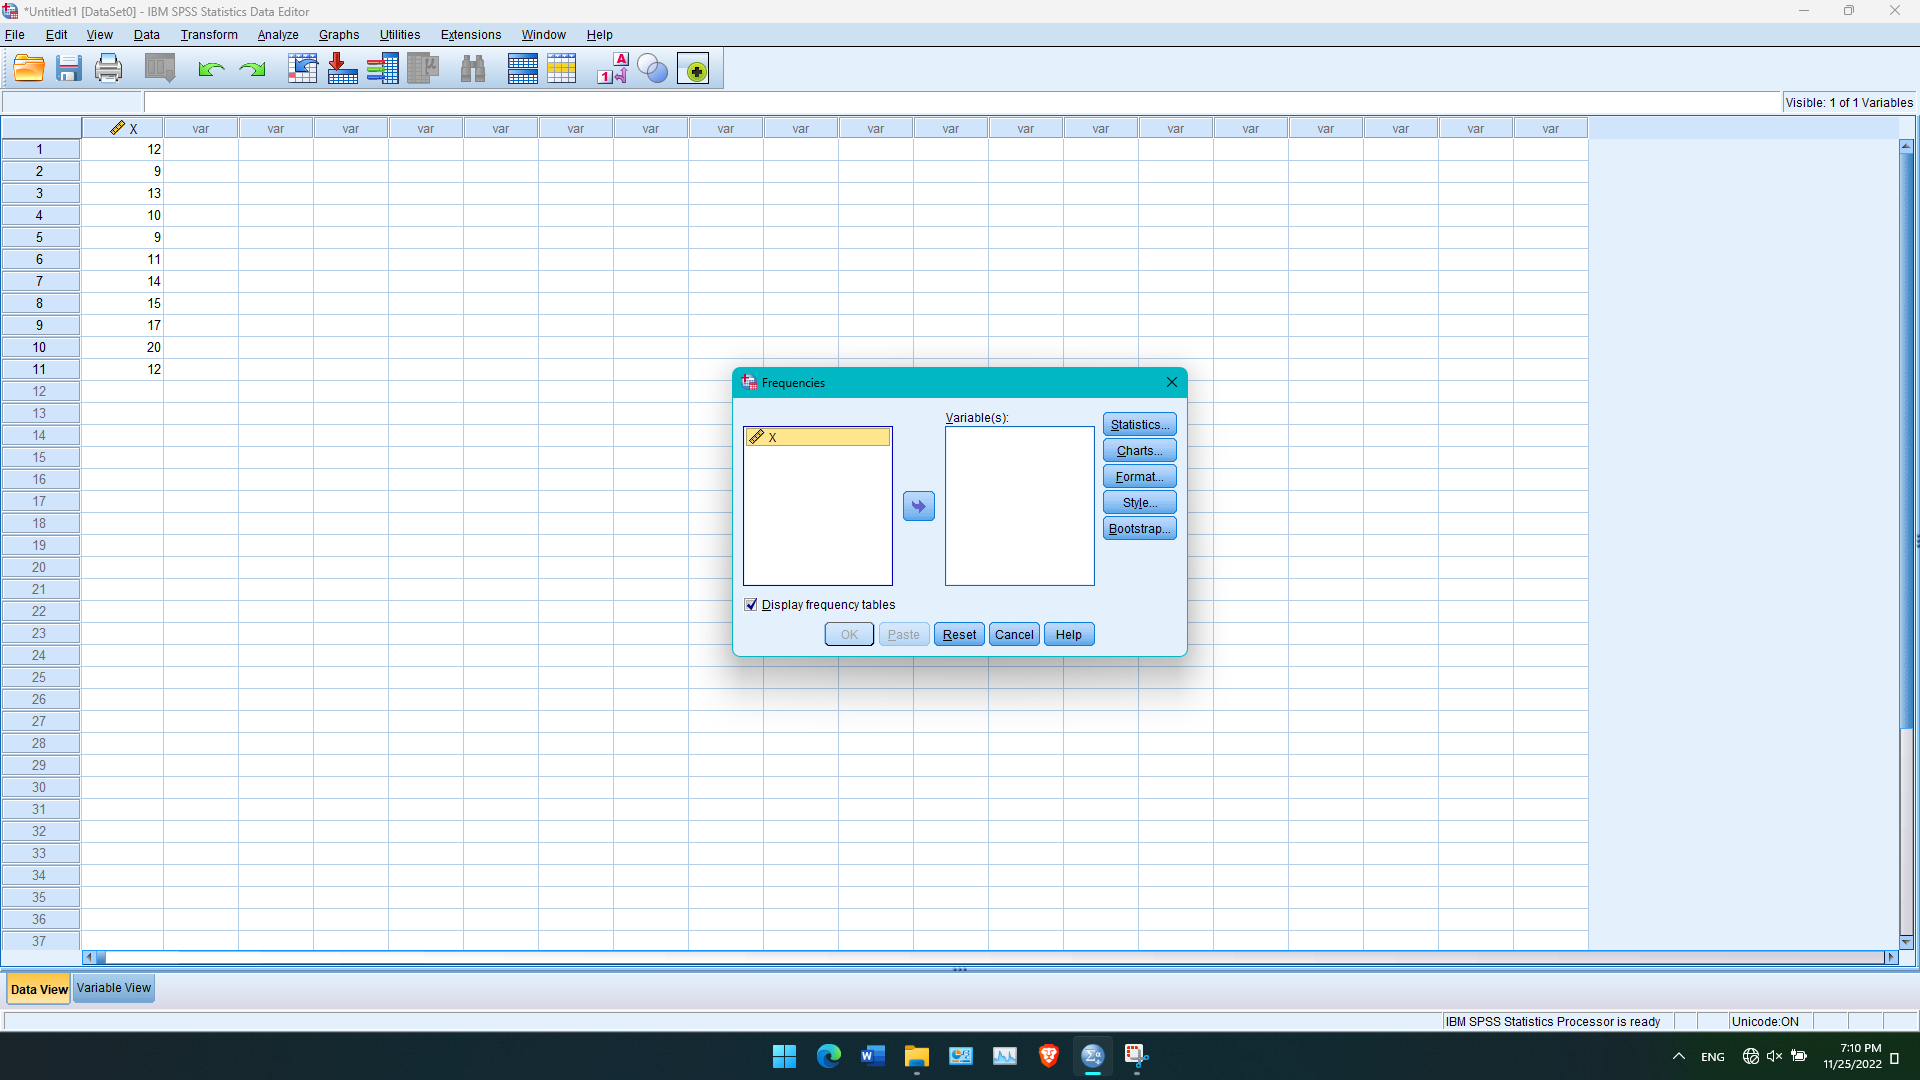 *Untitled1 [DataSet0] - IBM SPSS Statistics Data Editor
File Edit View Data Transform Analyze Graphs Utilities Extensions Window Help
Visible: 1 of 1 Variables
X var var var var var var var var var var var var var var var var var var var
1 12
2 9
3 13
4 10
5 9
6 11
7 14
8 15
9 17
10 20
11 12
12
13
14
15
16
17
18
19
20
21
22
23
24
25
26
27
28
29
30
31
32
33
34
35
36
37
Frequencies
Variable(s):
X
Statistics...
Charts...
Format...
Style...
Bootstrap...
Display frequency tables
OK Paste Reset Cancel Help
Data View Variable View
IBM SPSS Statistics Processor is ready Unicode:ON
ENG
7:10 PM
11/25/2022